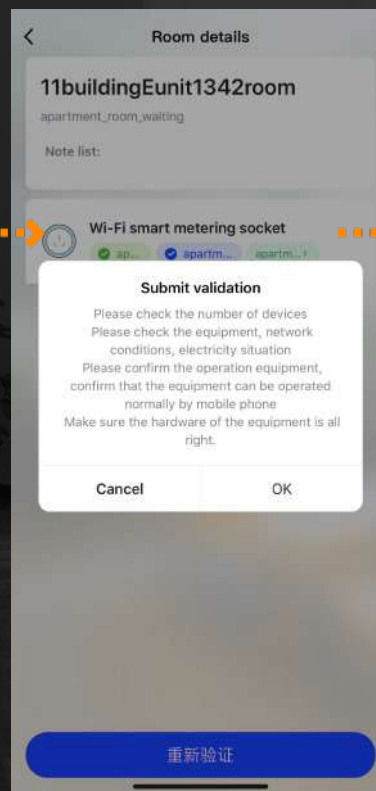 Room details
11buildingEunit1342room
apartment_room_waiting
Note list:
Wi-Fi smart metering socket
ap...
apartm...
apartm...
Submit validation
Please check the number of devices
Please check the equipment, network
conditions, electricity situation
Please confirm the operation equipment,
confirm that the equipment can be operated
normally by mobile phone
Make sure the hardware of the equipment is all
right.
Cancel
OK
重新验证